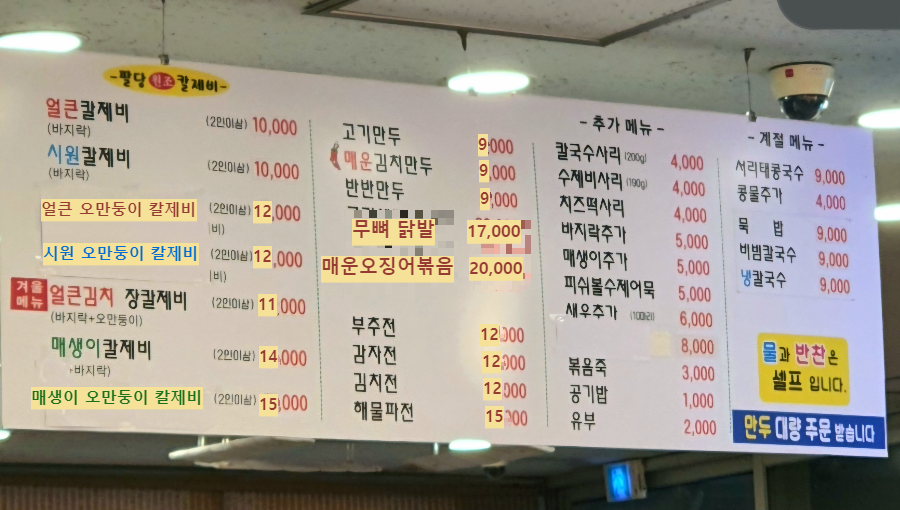 -팔당 원조 칼제비-
얼큰칼제비 (2인이상) 10,000
(바지락)
시원칼제비 (2인이상) 10,000
(바지락)
얼큰 오만둥이 칼제비 (2인이상) 12,000
비)
시원 오만둥이 칼제비 (2인이상) 12,000
(비)
겨울
메뉴
얼큰김치 장칼제비 (2인이상) 11,000
(바지락+오만둥이)
매생이칼제비 (2인이상) 14,000
+바지락)
매생이 오만둥이 칼제비 (2인이상) 15,000
고기만두 9,000
매운김치만두 9,000
반반만두 9,000
무뼈 닭발 17,000
매운오징어볶음 20,000
부추전 12,000
감자전 12,000
김치전 12,000
해물파전 15,000
- 추가 메뉴 -
칼국수사리 (200g) 4,000
수제비사리 (190g) 4,000
치즈떡사리 4,000
바지락추가 5,000
매생이추가 5,000
피쉬볼수제어묵 5,000
새우추가 (10마리) 6,000
8,000
볶음죽 3,000
공기밥 1,000
유부 2,000
- 계절 메뉴 -
서리태콩국수 9,000
콩물추가 4,000
묵 밥 9,000
비빔칼국수 9,000
냉칼국수 9,000
물과 반찬은
셀프 입니다.
만두 대량 주문 받습니다